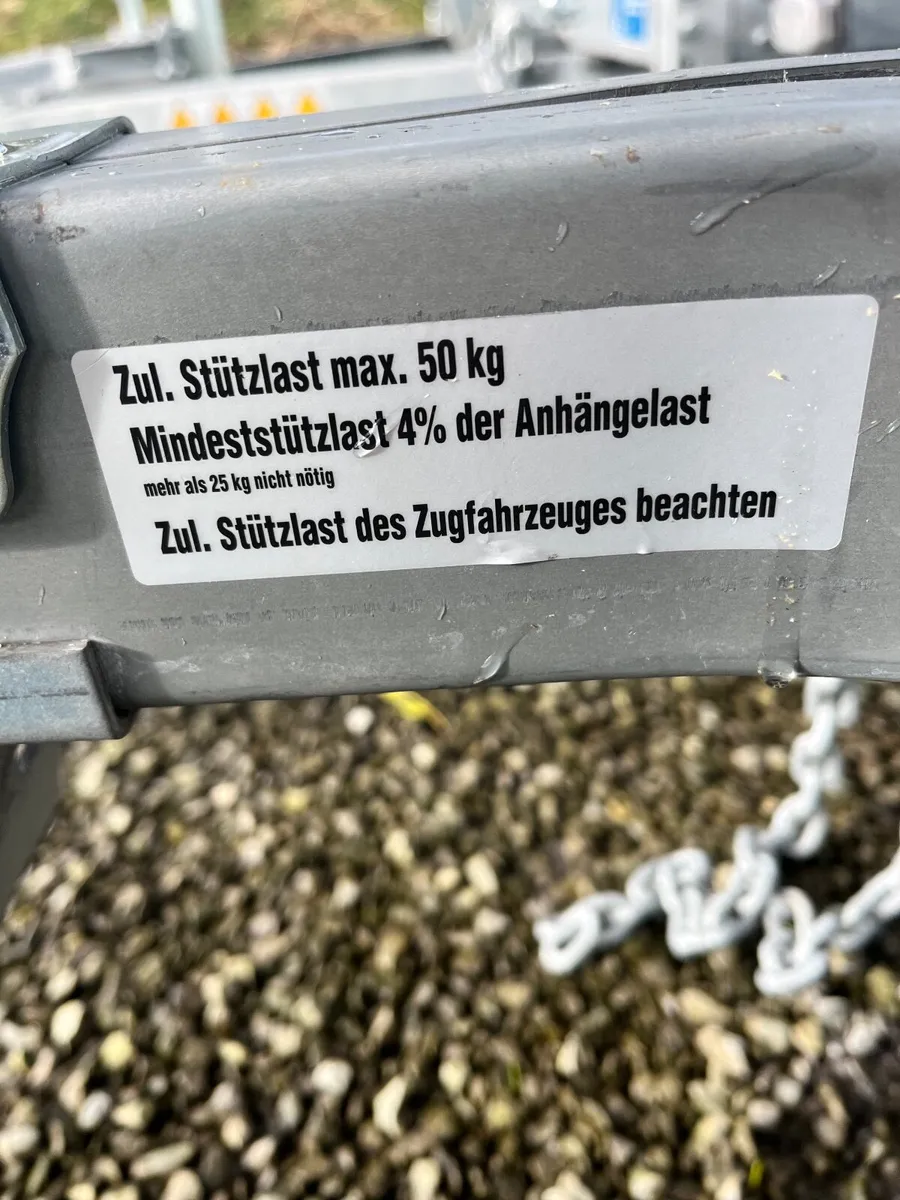 Zul. Stützlast max. 50 kg
Mindeststützlast 4% der Anhängelast
mehr als 25 kg nicht nötig
Zul. Stützlast des Zugfahrzeuges beachten